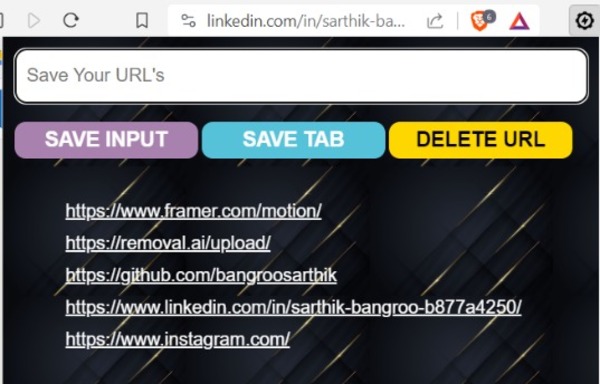 linkedin.com/in/sarthik-ba...
6
Save Your URL's
SAVE INPUT SAVE TAB DELETE URL
https://www.framer.com/motion/
https://removal.ai/upload/
https://github.com/bangroosarthik
https://www.linkedin.com/in/sarthik-bangroo-b877a4250/
https://www.instagram.com/